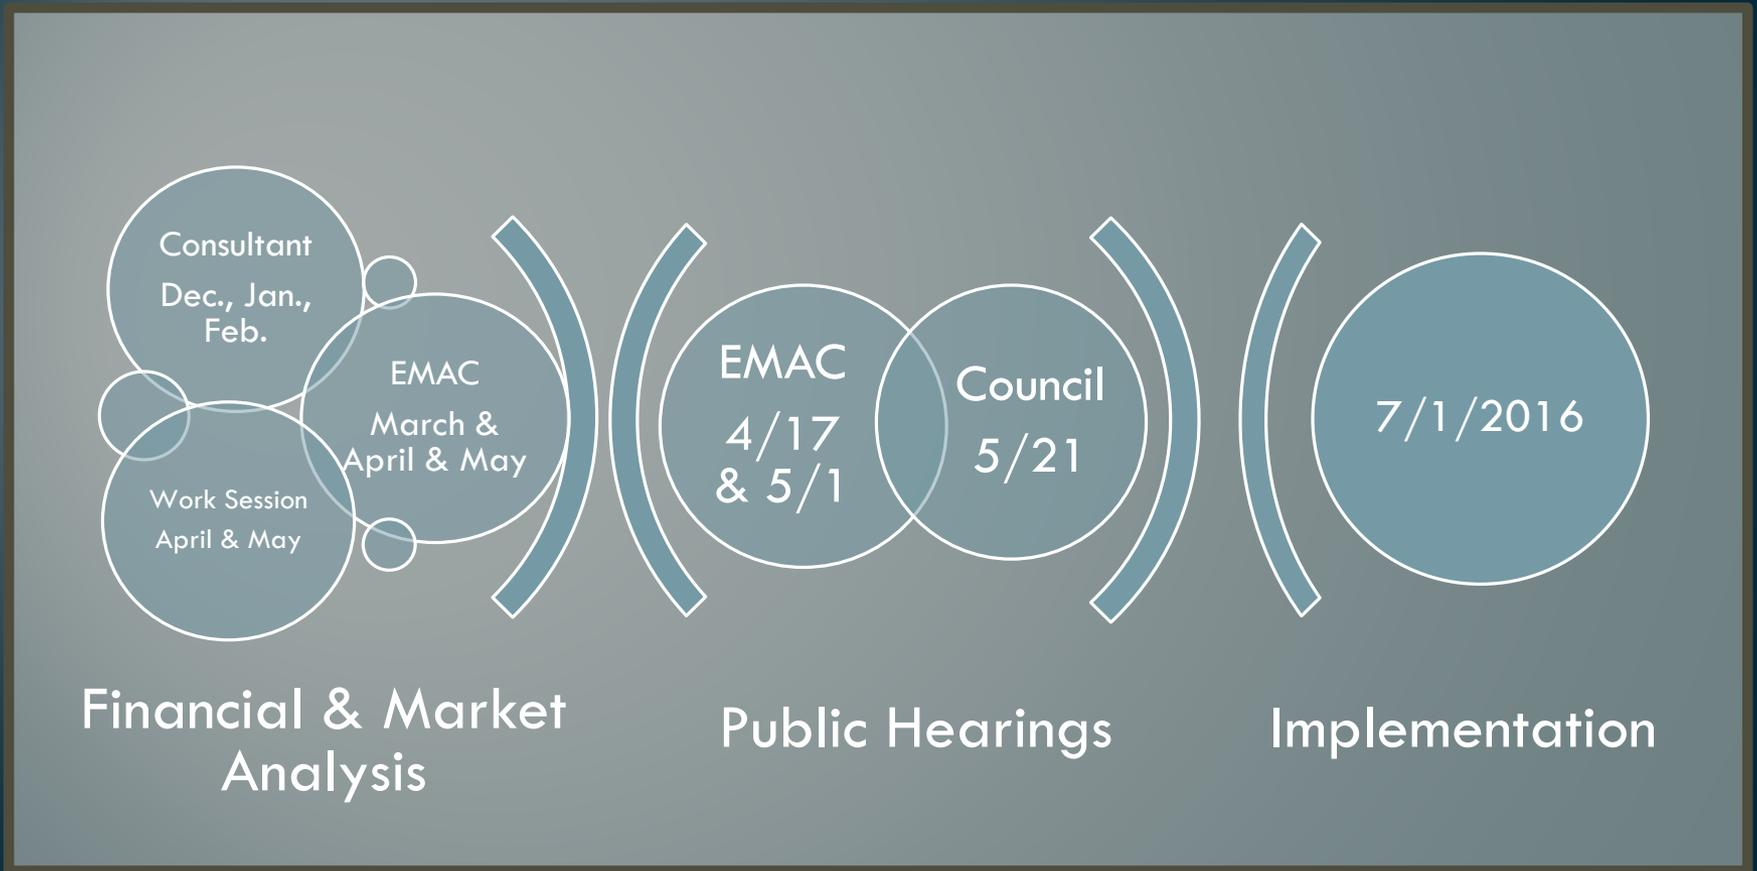 Consultant
Dec., Jan.,
Feb.
EMAC
March &
April & May
Work Session
April & May
Financial & Market
Analysis
EMAC
4/17
& 5/1
Council
5/21
Public Hearings
7/1/2016
Implementation